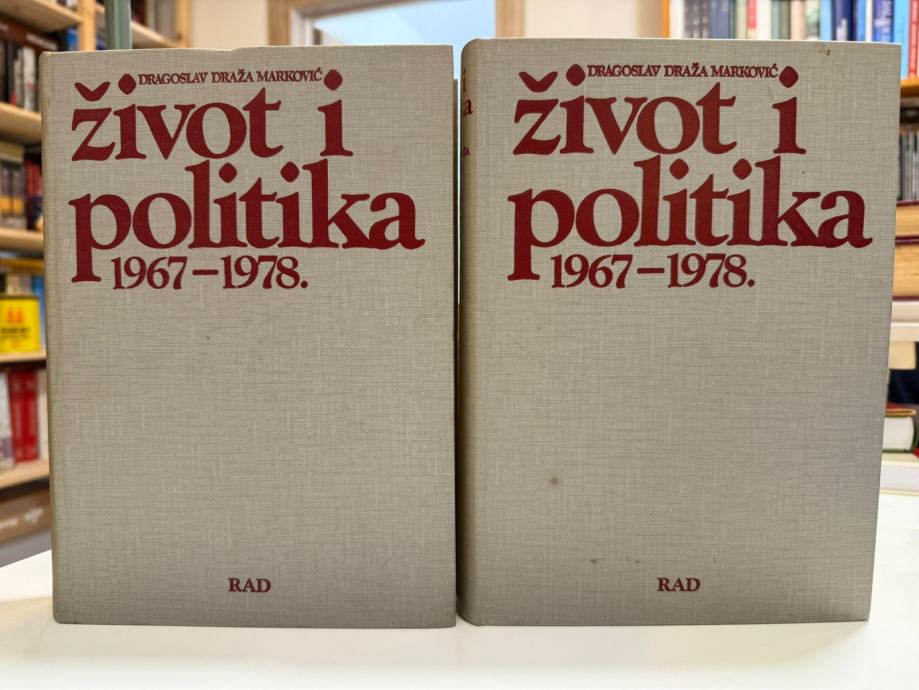 DRAGOSLAV DRAŽA MARKOVIĆ
život i
politika
1967–1978.
RAD
DRAGOSLAV DRAŽA MARKOVIĆ
život i
politika
1967–1978.
RAD